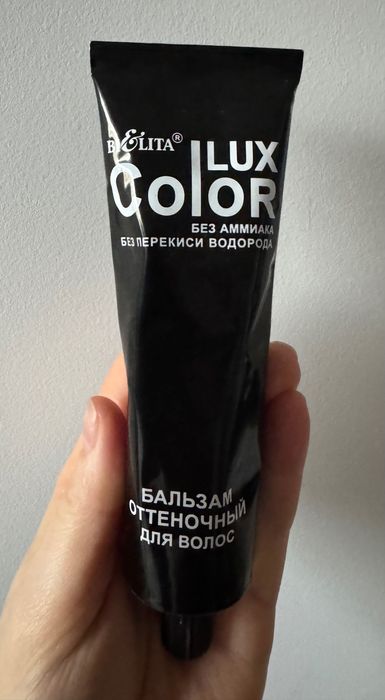 BIELITA®
LUX
COLOR
БЕЗ АММИАКА
БЕЗ ПЕРЕКИСИ ВОДОРОДА
БАЛЬЗАМ
ОТТЕНОЧНЫЙ
ДЛЯ ВОЛОС